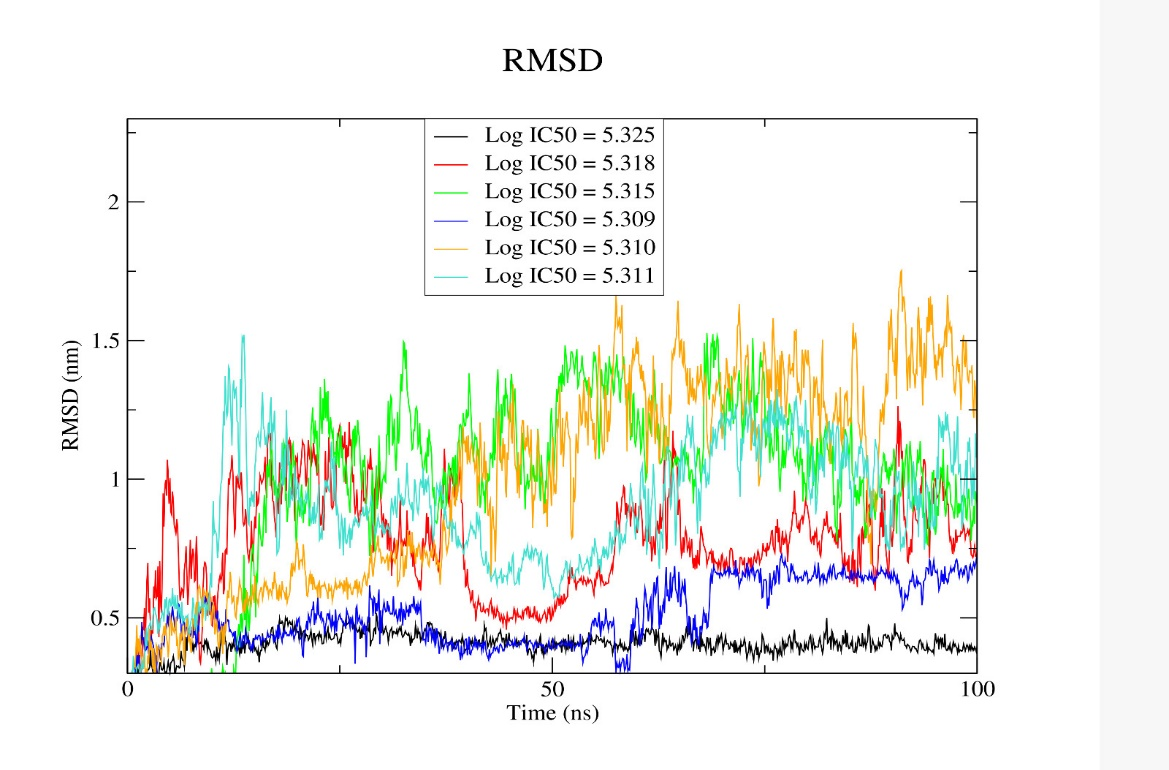 RMSD
Log IC50 = 5.325
Log IC50 = 5.318
Log IC50 = 5.315
Log IC50 = 5.309
Log IC50 = 5.310
Log IC50 = 5.311
2
1.5
1
0.5
RMSD (nm)
0 50 100
Time (ns)